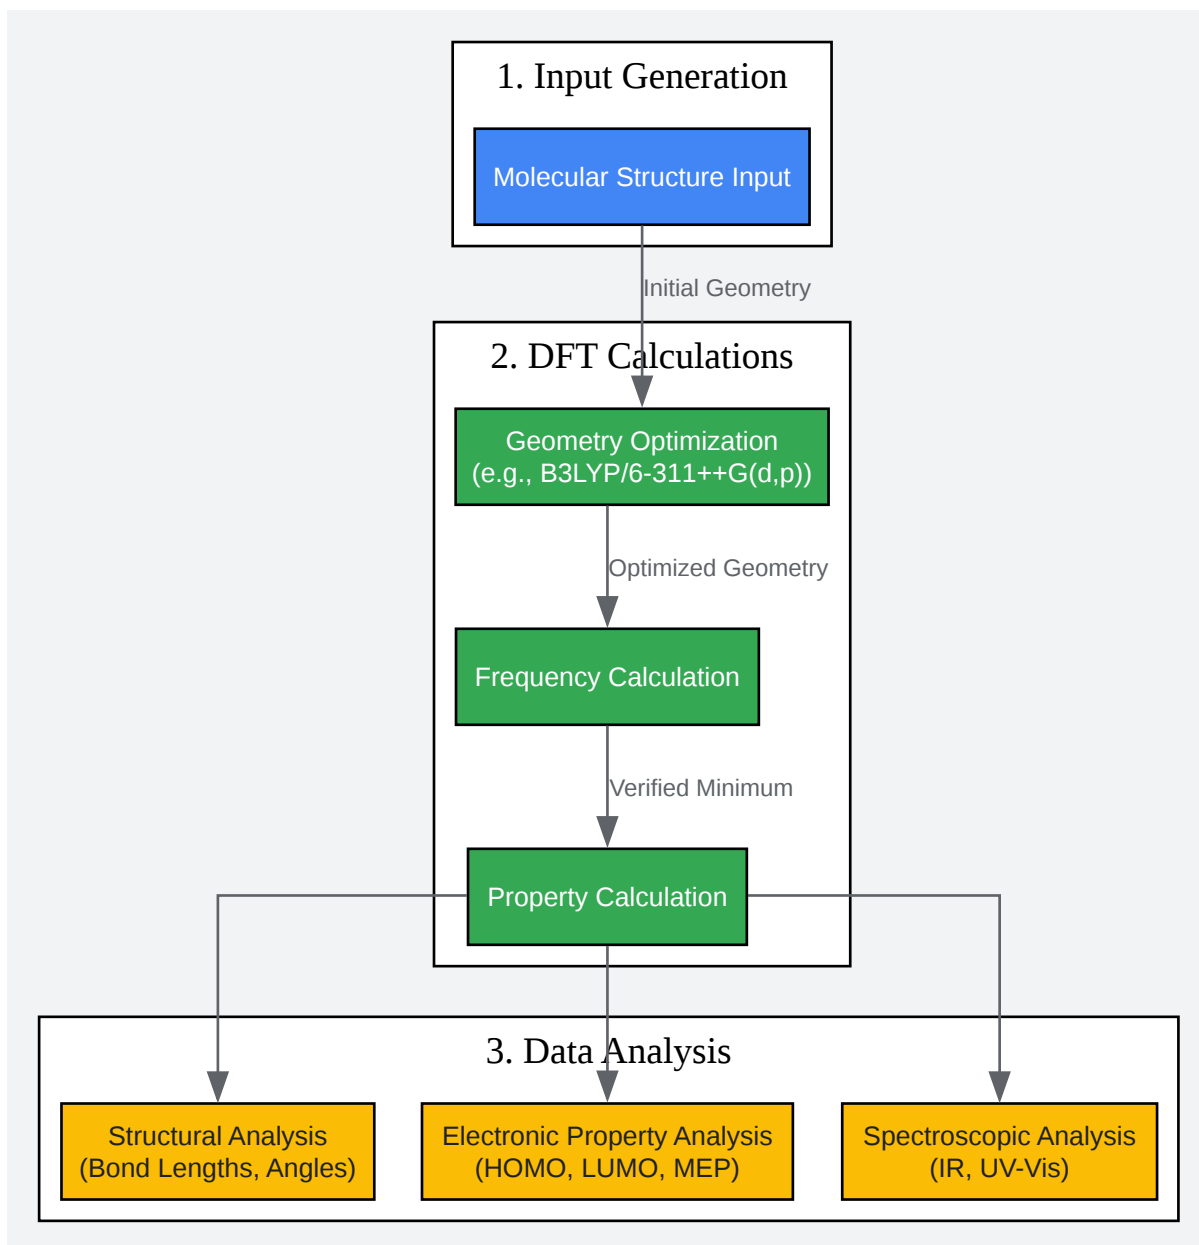 1. Input Generation
Molecular Structure Input
Initial Geometry
2. DFT Calculations
Geometry Optimization
(e.g., B3LYP/6-311++G(d,p))
Optimized Geometry
Frequency Calculation
Verified Minimum
Property Calculation
3. Data Analysis
Structural Analysis
(Bond Lengths, Angles)
Electronic Property Analysis
(HOMO, LUMO, MEP)
Spectroscopic Analysis
(IR, UV-Vis)